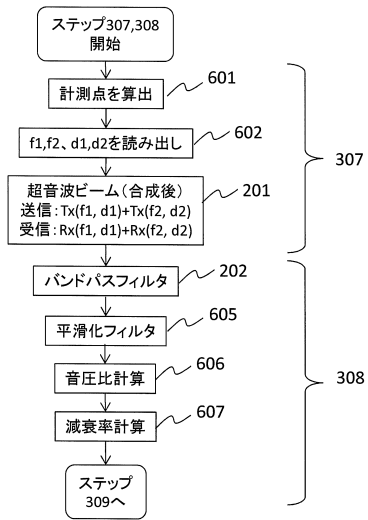 ステップ307,308
開始
計測点を算出
601
f1,f2、d1,d2を読み出し
602
超音波ビーム(合成後)
送信:Tx(f1, d1)+Tx(f2, d2)
受信:Rx(f1, d1)+Rx(f2, d2)
201
307
バンドパスフィルタ
202
平滑化フィルタ
605
音圧比計算
606
減衰率計算
607
308
ステップ
309へ